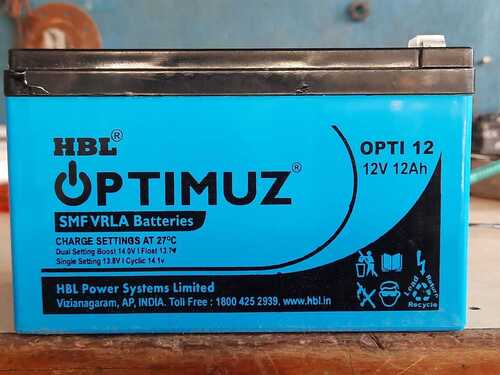 HBL®
OPTIMUZ®
SMF VRLA Batteries
OPTI 12
12V 12Ah
CHARGE SETTINGS AT 27°C
Dual Setting Boost 14.0V I Float 13.7V
Single Setting 13.8V I Cyclic 14.1v
HBL Power Systems Limited
Vizianagaram, AP, INDIA. Toll Free : 1800 425 2939. www.hbl.in
Lead Return
Recycle